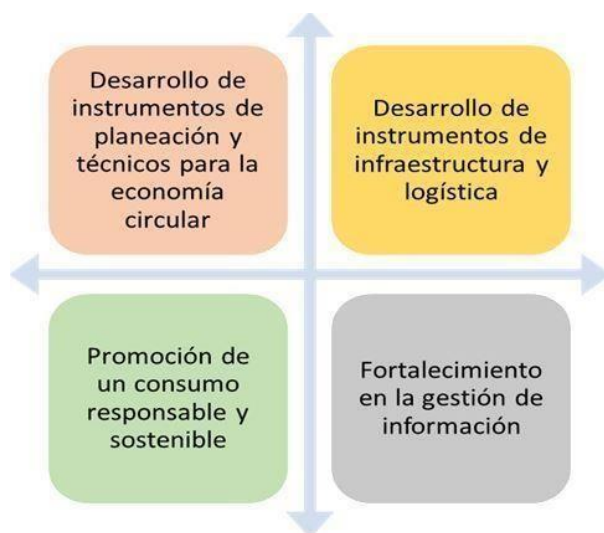 Desarrollo de
instrumentos de
planeación y
técnicos para la
economía
circular
Desarrollo de
instrumentos de
infraestructura y
logística
Promoción de
un consumo
responsable y
sostenible
Fortalecimiento
en la gestión de
información